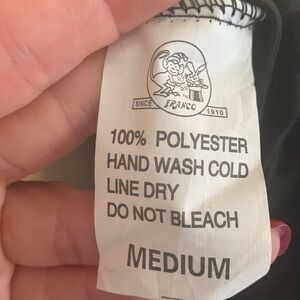 SINCE 1910
FRANCO
100% POLYESTER
HAND WASH COLD
LINE DRY
DO NOT BLEACH
MEDIUM